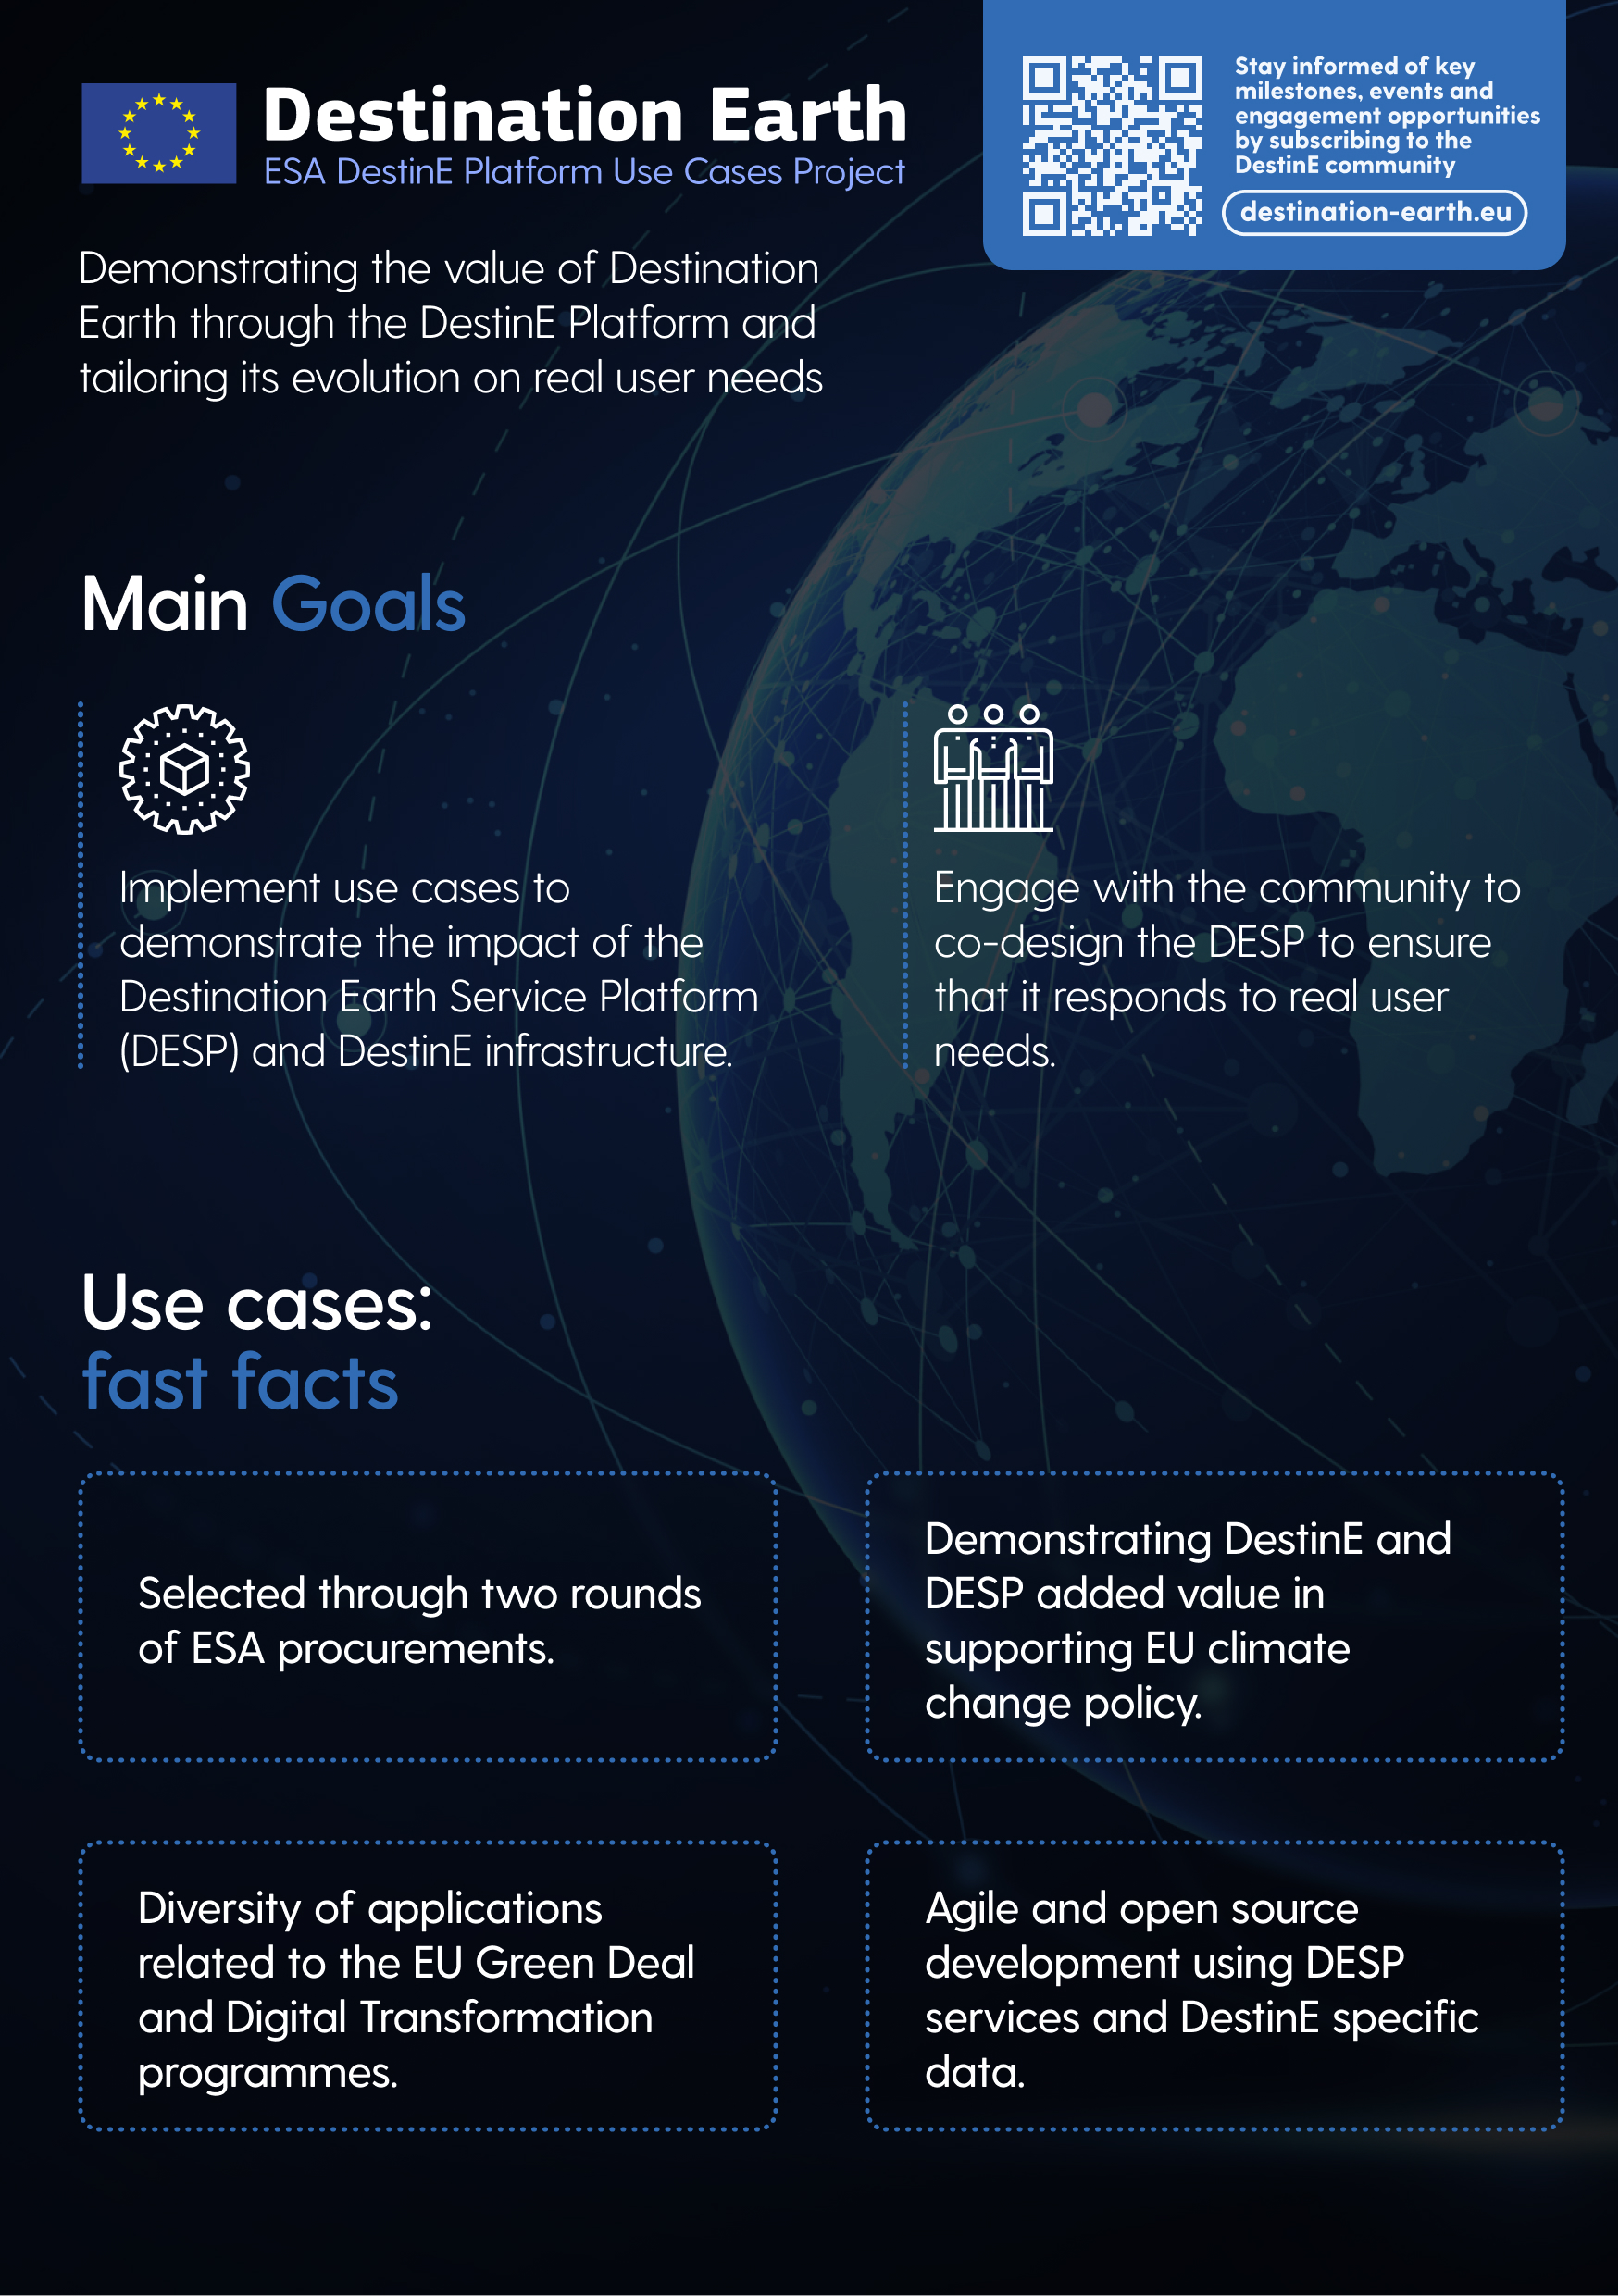 Destination Earth
ESA DestinE Platform Use Cases Project
Stay informed of key
milestones, events and
engagement opportunities
by subscribing to the
DestinE community
destination-earth.eu
Demonstrating the value of Destination
Earth through the DestinE Platform and
tailoring its evolution on real user needs
Main Goals
Implement use cases to
demonstrate the impact of the
Destination Earth Service Platform
(DESP) and DestinE infrastructure.
Engage with the community to
co-design the DESP to ensure
that it responds to real user
needs.
Use cases:
fast facts
Selected through two rounds
of ESA procurements.
Demonstrating DestinE and
DESP added value in
supporting EU climate
change policy.
Diversity of applications
related to the EU Green Deal
and Digital Transformation
programmes.
Agile and open source
development using DESP
services and DestinE specific
data.